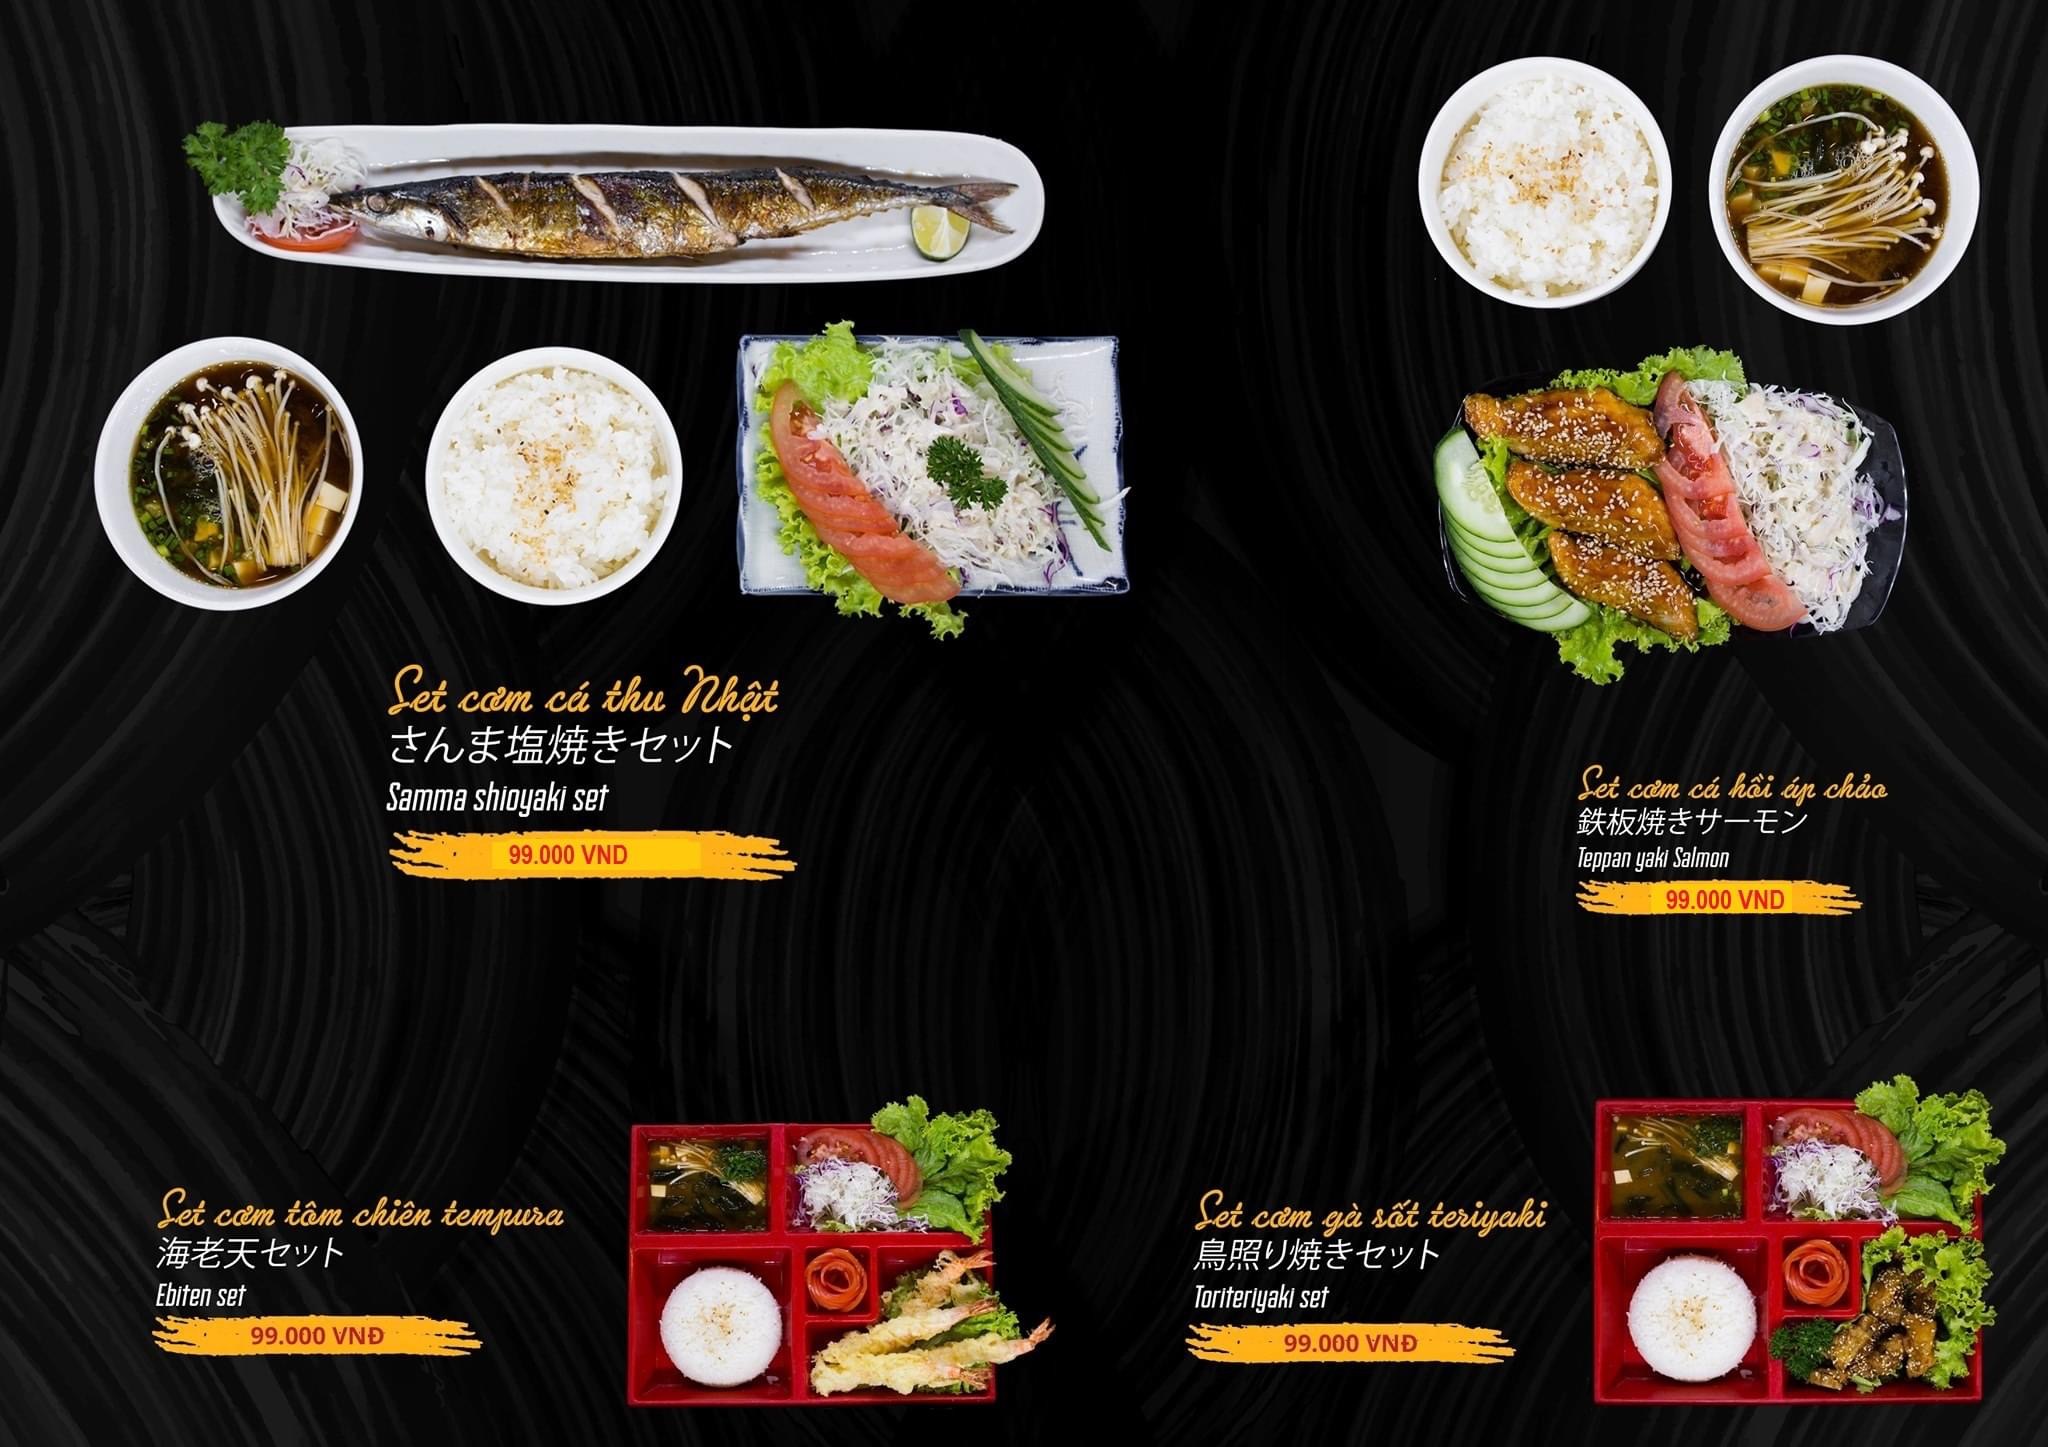 Set cơm cá thu Nhật
さんま塩焼きセット
Samma shioyaki set
99.000 VND
Set cơm cá hồi áp chảo
鉄板焼きサーモン
Teppan yaki Salmon
99.000 VND
Set cơm tôm chiên tempura
海老天セット
Ebiten set
99.000 VNĐ
Set cơm gà sốt teriyaki
鳥照り焼きセット
Toriteriyaki set
99.000 VNĐ